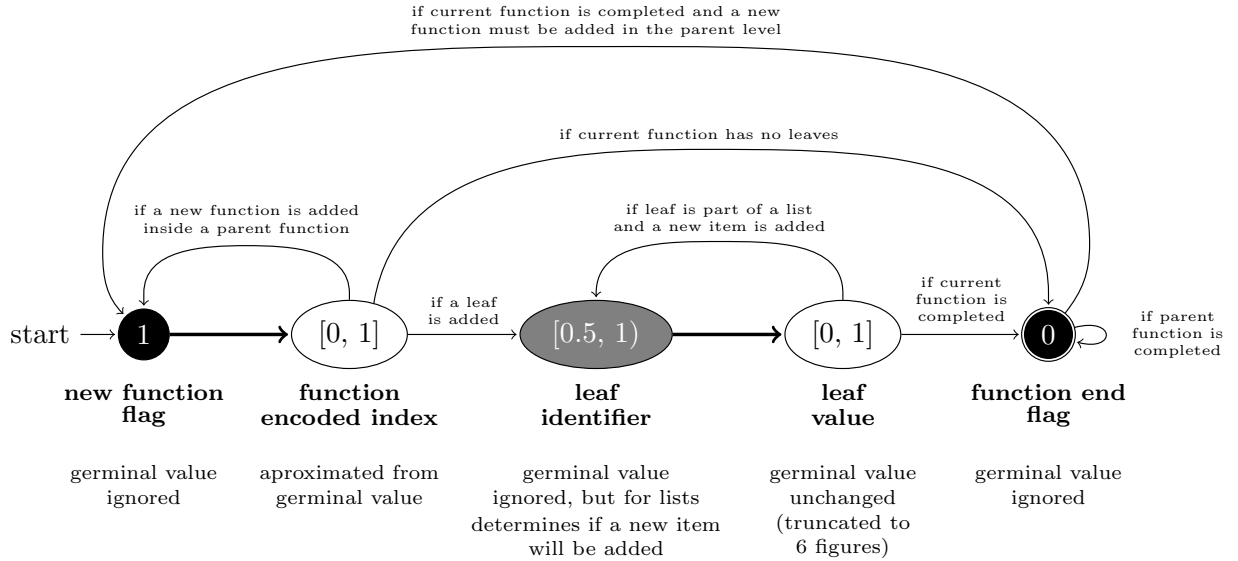 if current function is completed and a new
function must be added in the parent level
if current function has no leaves
if a new function is added
inside a parent function
if leaf is part of a list
and a new item is added
if a leaf
is added
if current
function is
completed
if parent
function is
completed
start
1
[0, 1]
[0.5, 1)
[0, 1]
0
new function
flag
function
encoded index
leaf
identifier
leaf
value
function end
flag
germinal value
ignored
aproximated from
germinal value
germinal value
ignored, but for lists
determines if a new item
will be added
germinal value
unchanged
(truncated to
6 figures)
germinal value
ignored